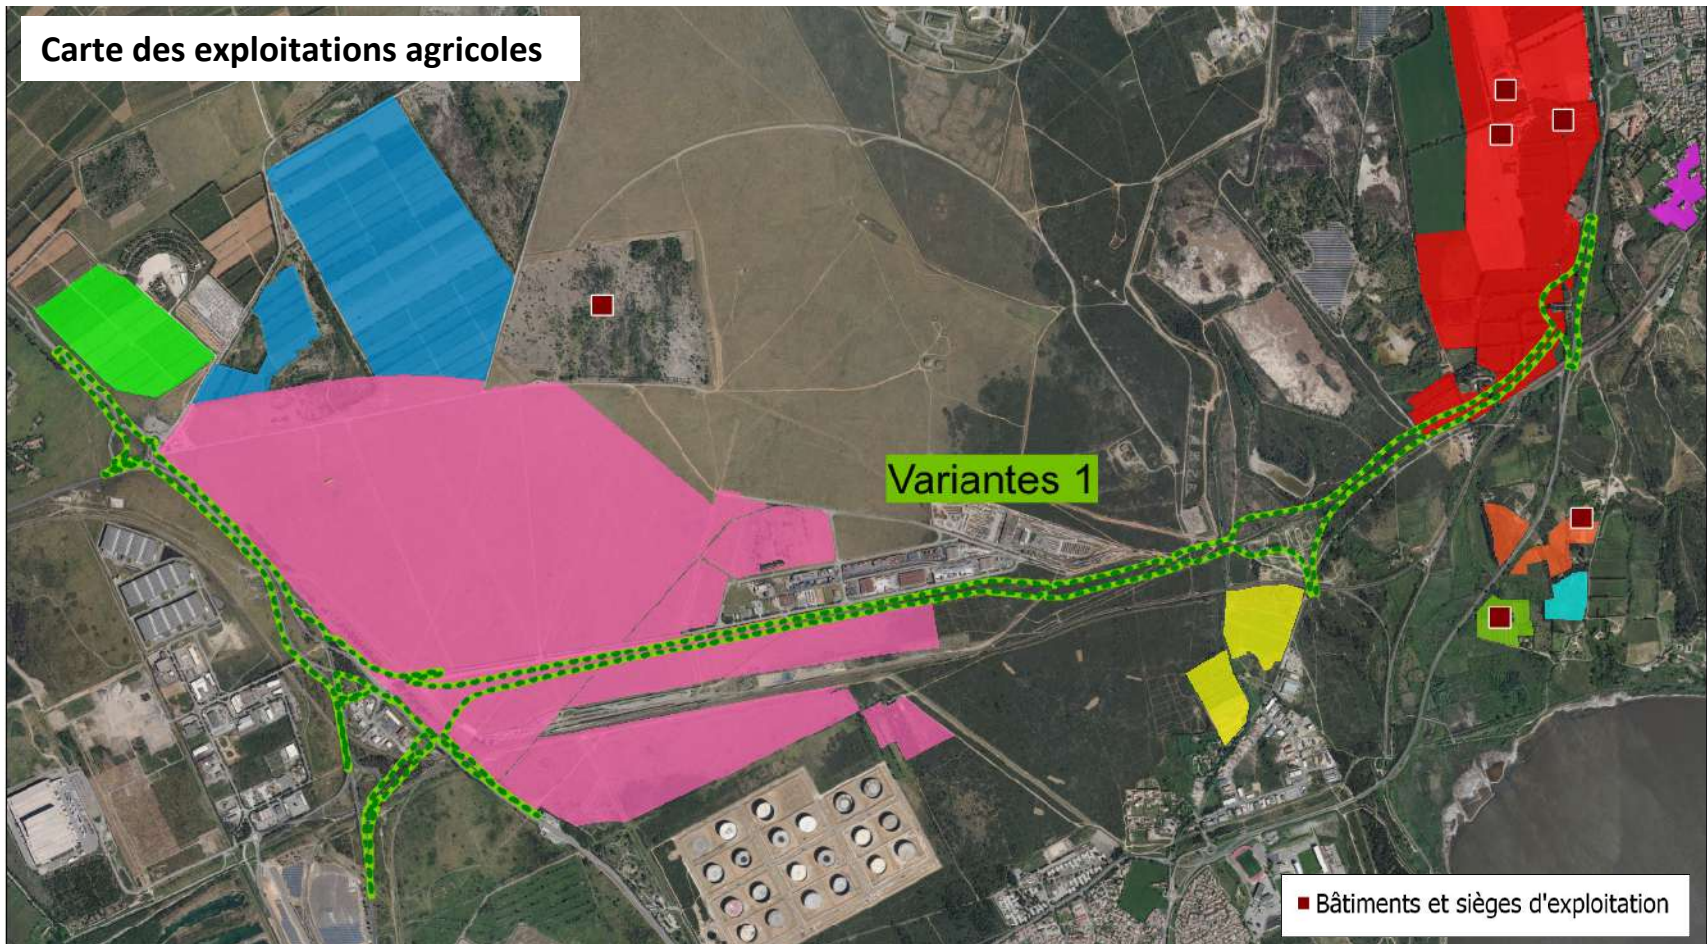 Carte des exploitations agricoles
Variantes 1
Bâtiments et sièges d'exploitation